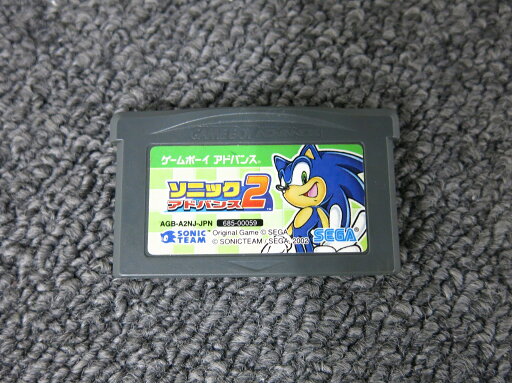 GAME BOY ADVANCE
ゲームボーイ アドバンス®
ソニック
アドバンス2
AGB-A2NJ-JPN 685-00059
SONIC TEAM
Original Game © SEGA
© SONICTEAM / SEGA, 2002
SEGA